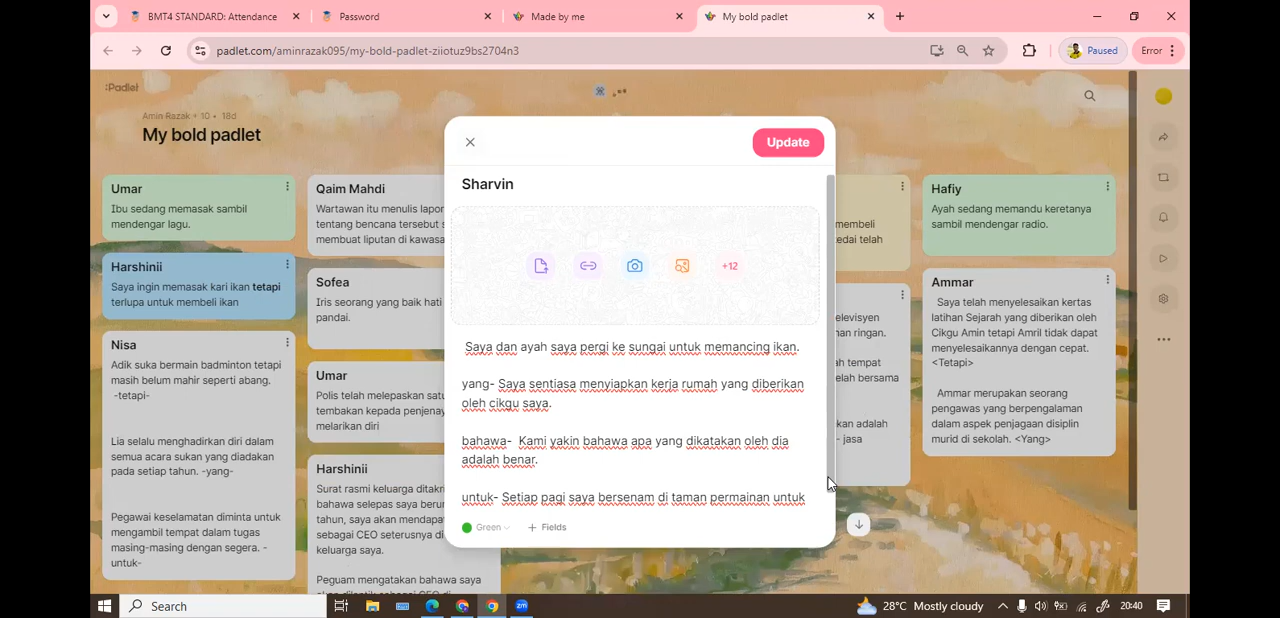 BMT4 STANDARD: Attendance
Password
Made by me
My bold padlet
padlet.com/aminrazak095/my-bold-padlet-ziiotuz9bs2704n3
Paused
Error
:Padlet
Amin Razak + 10 • 18d
My bold padlet
Umar
Ibu sedang memasak sambil
mendengar lagu.
Harshinii
Saya ingin memasak kari ikan tetapi
terlupa untuk membeli ikan
Nisa
Adik suka bermain badminton tetapi
masih belum mahir seperti abang.
-tetapi-
Lia selalu menghadirkan diri dalam
semua acara sukan yang diadakan
pada setiap tahun. -yang-
Pegawai keselamatan diminta untuk
mengambil tempat dalam tugas
masing-masing dengan segera. -
untuk-
Qaim Mahdi
Wartawan itu menulis lapor
tentang bencana tersebut s
membuat liputan di kawasa
Sofea
Iris seorang yang baik hati
pandai.
Umar
Polis telah melepaskan satu
tembakan kepada penjenay
melarikan diri
Harshinii
Surat rasmi keluarga ditakri
bahawa selepas saya beru
tahun, saya akan mendapa
sebagai CEO seterusnya di
keluarga saya.
Peguam mengatakan bahawa saya
Sharvin
Update
+12
Saya dan ayah saya pergi ke sungai untuk memancing ikan.
yang- Saya sentiasa menyiapkan kerja rumah yang diberikan
oleh cikgu saya.
bahawa- Kami yakin bahawa apa yang dikatakan oleh dia
adalah benar.
untuk- Setiap pagi saya bersenam di taman permainan untuk
Green
+ Fields
membeli
edai telah
elevisyen
an ringan.
ah tempat
elah bersama
kan adalah
- jasa
Hafiy
Ayah sedang memandu keretanya
sambil mendengar radio.
Ammar
Saya telah menyelesaikan kertas
latihan Sejarah yang diberikan oleh
Cikgu Amin tetapi Amril tidak dapat
menyelesaikannya dengan cepat.
<Tetapi>
Ammar merupakan seorang
pengawas yang berpengalaman
dalam aspek penjagaan disiplin
murid di sekolah. <Yang>
Search
28°C Mostly cloudy
20:40